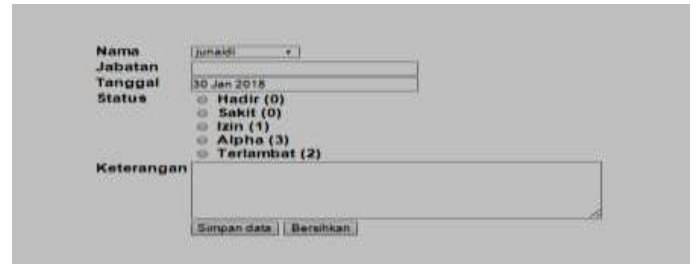 Nama junaidi
Jabatan
Tanggal 30 Jan 2018
Status Hadir (0)
Sakit (0)
Izin (1)
Alpha (3)
Terlambat (2)
Keterangan
Simpan data Bersihkan